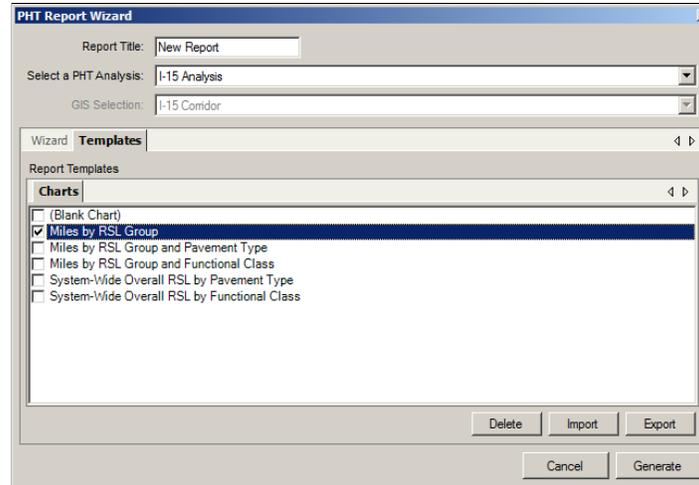 PHT Report Wizard
Report Title: New Report
Select a PHT Analysis: I-15 Analysis
GIS Selection: I-15 Corridor
Wizard Templates
Report Templates
Charts
(Blank Chart)
Miles by RSL Group
Miles by RSL Group and Pavement Type
Miles by RSL Group and Functional Class
System-Wide Overall RSL by Pavement Type
System-Wide Overall RSL by Functional Class
Delete Import Export
Cancel Generate